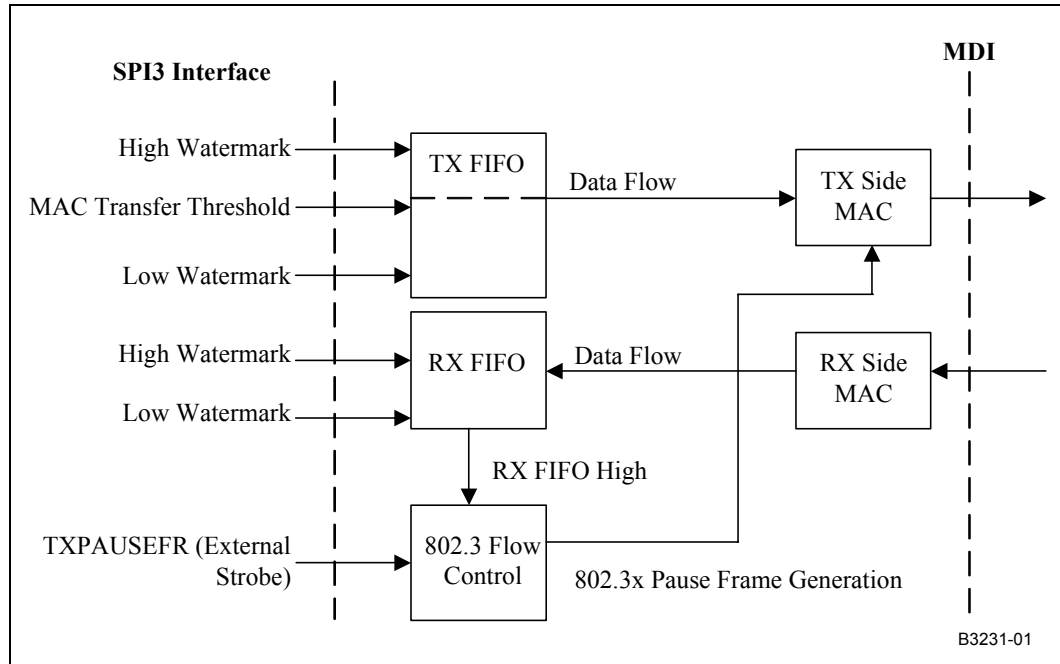 MDI
SPI3 Interface
High Watermark
TX FIFO
Data Flow
TX Side
MAC
MAC Transfer Threshold
Low Watermark
High Watermark
RX FIFO
Data Flow
RX Side
MAC
Low Watermark
RX FIFO High
TXPAUSEFR (External
Strobe)
802.3 Flow
Control
802.3x Pause Frame Generation
B3231-01